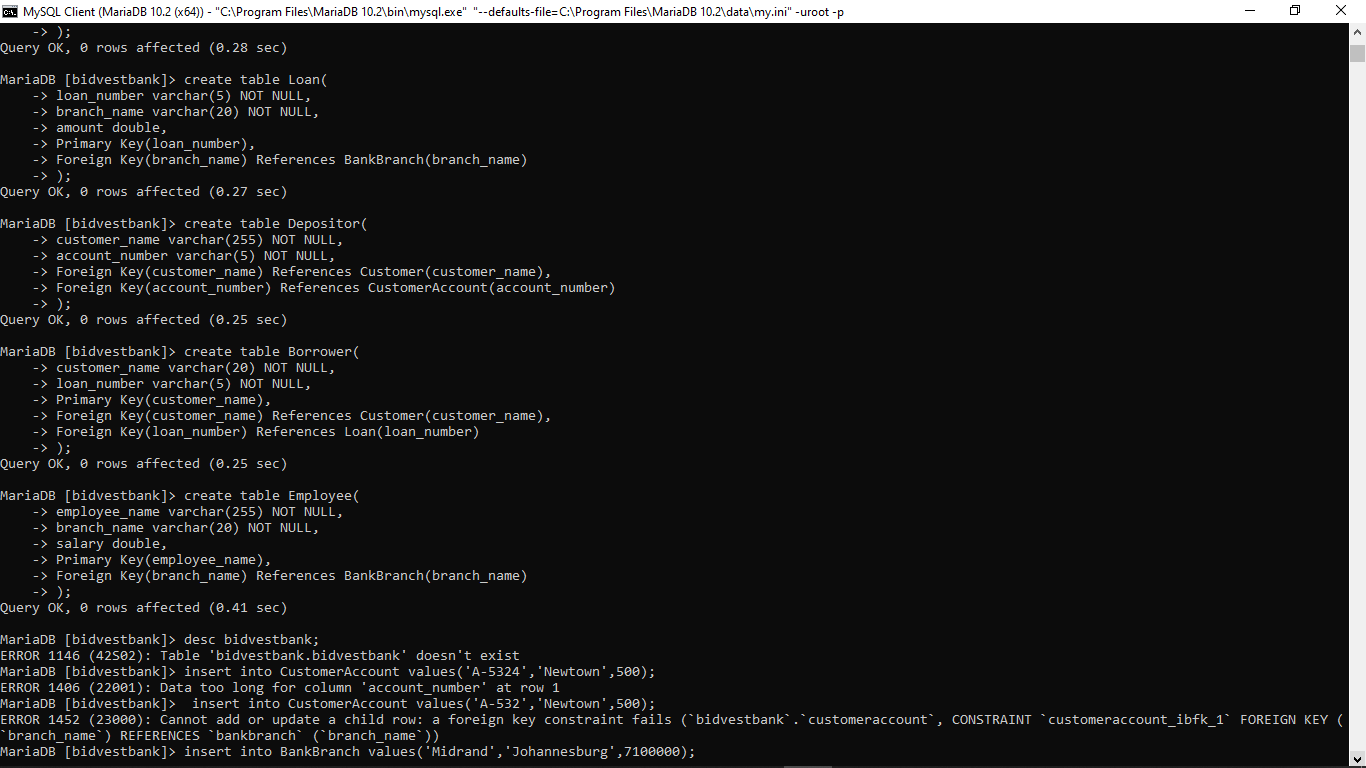 MySQL Client (MariaDB 10.2 (x64)) - "C:\Program Files\MariaDB 10.2\bin\mysql.exe" "--defaults-file=C:\Program Files\MariaDB 10.2\data\my.ini" -uroot -p
    -> );
Query OK, 0 rows affected (0.28 sec)

MariaDB [bidvestbank]> create table Loan(
    -> loan_number varchar(5) NOT NULL,
    -> branch_name varchar(20) NOT NULL,
    -> amount double,
    -> Primary Key(loan_number),
    -> Foreign Key(branch_name) References BankBranch(branch_name)
    -> );
Query OK, 0 rows affected (0.27 sec)

MariaDB [bidvestbank]> create table Depositor(
    -> customer_name varchar(255) NOT NULL,
    -> account_number varchar(5) NOT NULL,
    -> Foreign Key(customer_name) References Customer(customer_name),
    -> Foreign Key(account_number) References CustomerAccount(account_number)
    -> );
Query OK, 0 rows affected (0.25 sec)

MariaDB [bidvestbank]> create table Borrower(
    -> customer_name varchar(20) NOT NULL,
    -> loan_number varchar(5) NOT NULL,
    -> Primary Key(customer_name),
    -> Foreign Key(customer_name) References Customer(customer_name),
    -> Foreign Key(loan_number) References Loan(loan_number)
    -> );
Query OK, 0 rows affected (0.25 sec)

MariaDB [bidvestbank]> create table Employee(
    -> employee_name varchar(255) NOT NULL,
    -> branch_name varchar(20) NOT NULL,
    -> salary double,
    -> Primary Key(employee_name),
    -> Foreign Key(branch_name) References BankBranch(branch_name)
    -> );
Query OK, 0 rows affected (0.41 sec)

MariaDB [bidvestbank]> desc bidvestbank;
ERROR 1146 (42S02): Table 'bidvestbank.bidvestbank' doesn't exist
MariaDB [bidvestbank]> insert into CustomerAccount values('A-5324','Newtown',500);
ERROR 1406 (22001): Data too long for column 'account_number' at row 1
MariaDB [bidvestbank]>  insert into CustomerAccount values('A-532','Newtown',500);
ERROR 1452 (23000): Cannot add or update a child row: a foreign key constraint fails (`bidvestbank`.`customeraccount`, CONSTRAINT `customeraccount_ibfk_1` FOREIGN KEY (
`branch_name`) REFERENCES `bankbranch` (`branch_name`))
MariaDB [bidvestbank]> insert into BankBranch values('Midrand','Johannesburg',7100000);